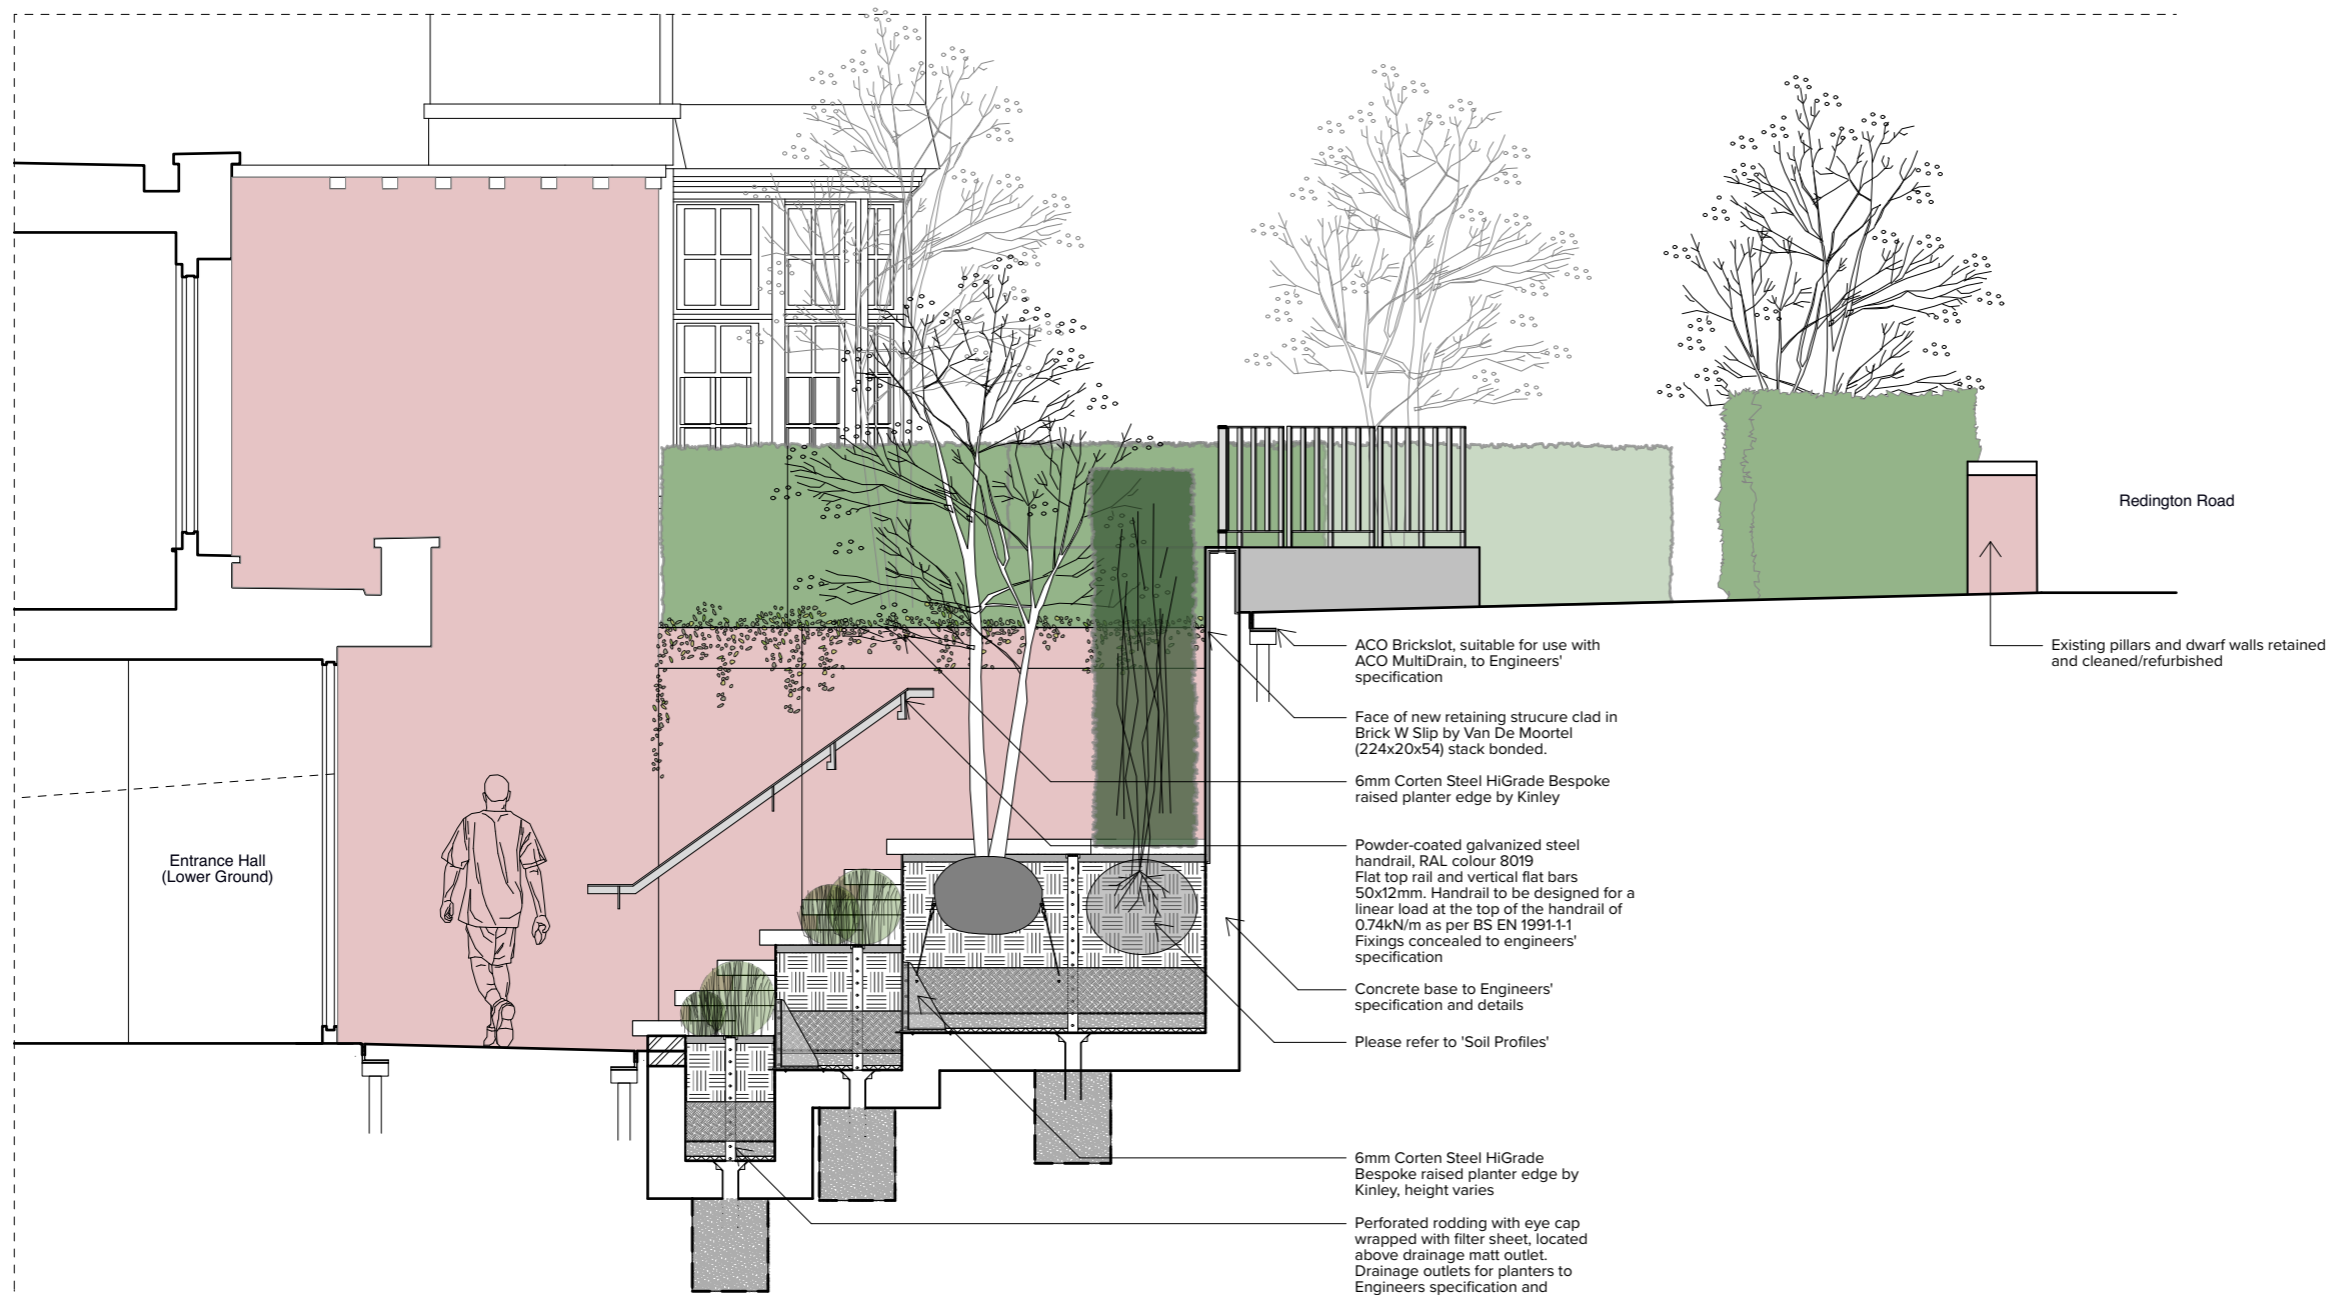 Redington Road
Existing pillars and dwarf walls retained
and cleaned/refurbished
ACO Brickslot, suitable for use with
ACO MultiDrain, to Engineers'
specification
Face of new retaining strucure clad in
Brick W Slip by Van De Moortel
(224x20x54) stack bonded.
6mm Corten Steel HiGrade Bespoke
raised planter edge by Kinley
Entrance Hall
(Lower Ground)
Powder-coated galvanized steel
handrail, RAL colour 8019
Flat top rail and vertical flat bars
50x12mm. Handrail to be designed for a
linear load at the top of the handrail of
0.74kN/m as per BS EN 1991-1-1
Fixings concealed to engineers'
specification
Concrete base to Engineers'
specification and details
Please refer to 'Soil Profiles'
6mm Corten Steel HiGrade
Bespoke raised planter edge by
Kinley, height varies
Perforated rodding with eye cap
wrapped with filter sheet, located
above drainage matt outlet.
Drainage outlets for planters to
Engineers specification and